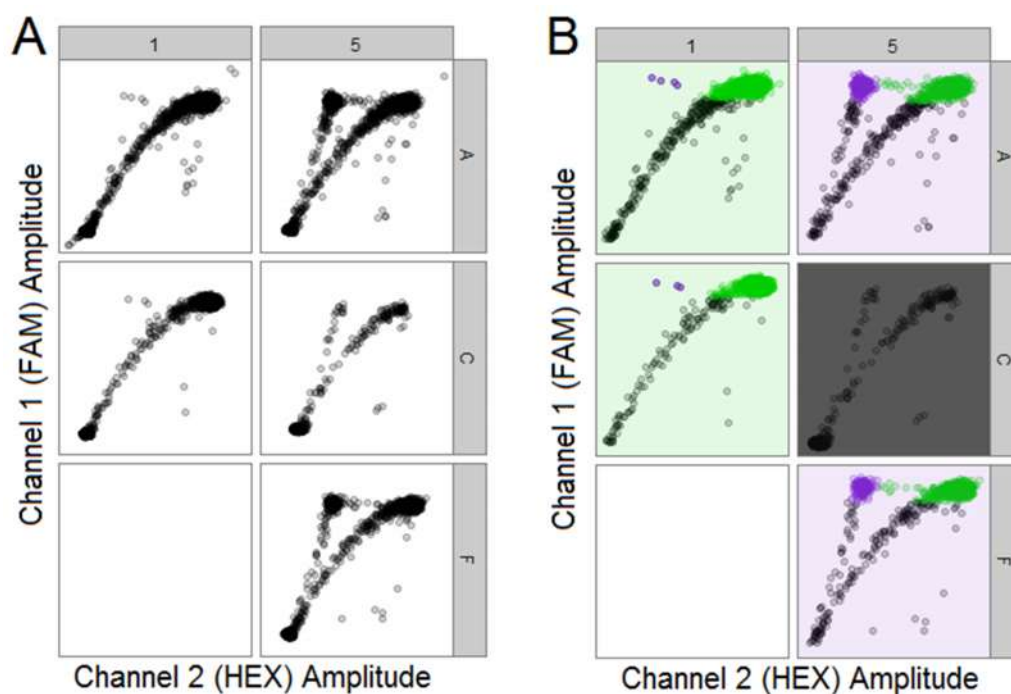 A
1
5
Channel 1 (FAM) Amplitude
A
C
F
Channel 2 (HEX) Amplitude
B
1
5
Channel 1 (FAM) Amplitude
A
C
F
Channel 2 (HEX) Amplitude